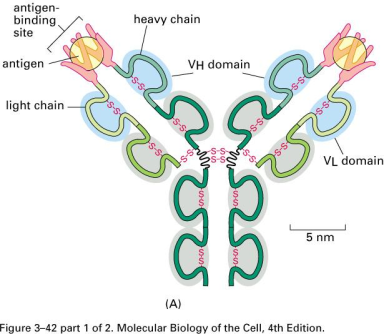 antigen-
binding
site
heavy chain
antigen
VH domain
light chain
S-S
S-S
S-S
S-S
S-S
S-S
S-S
S-S
S-S
S-S
S-S
S-S
VL domain
S-S
S-S
S-S
S-S
5 nm
(A)
Figure 3–42 part 1 of 2. Molecular Biology of the Cell, 4th Edition.